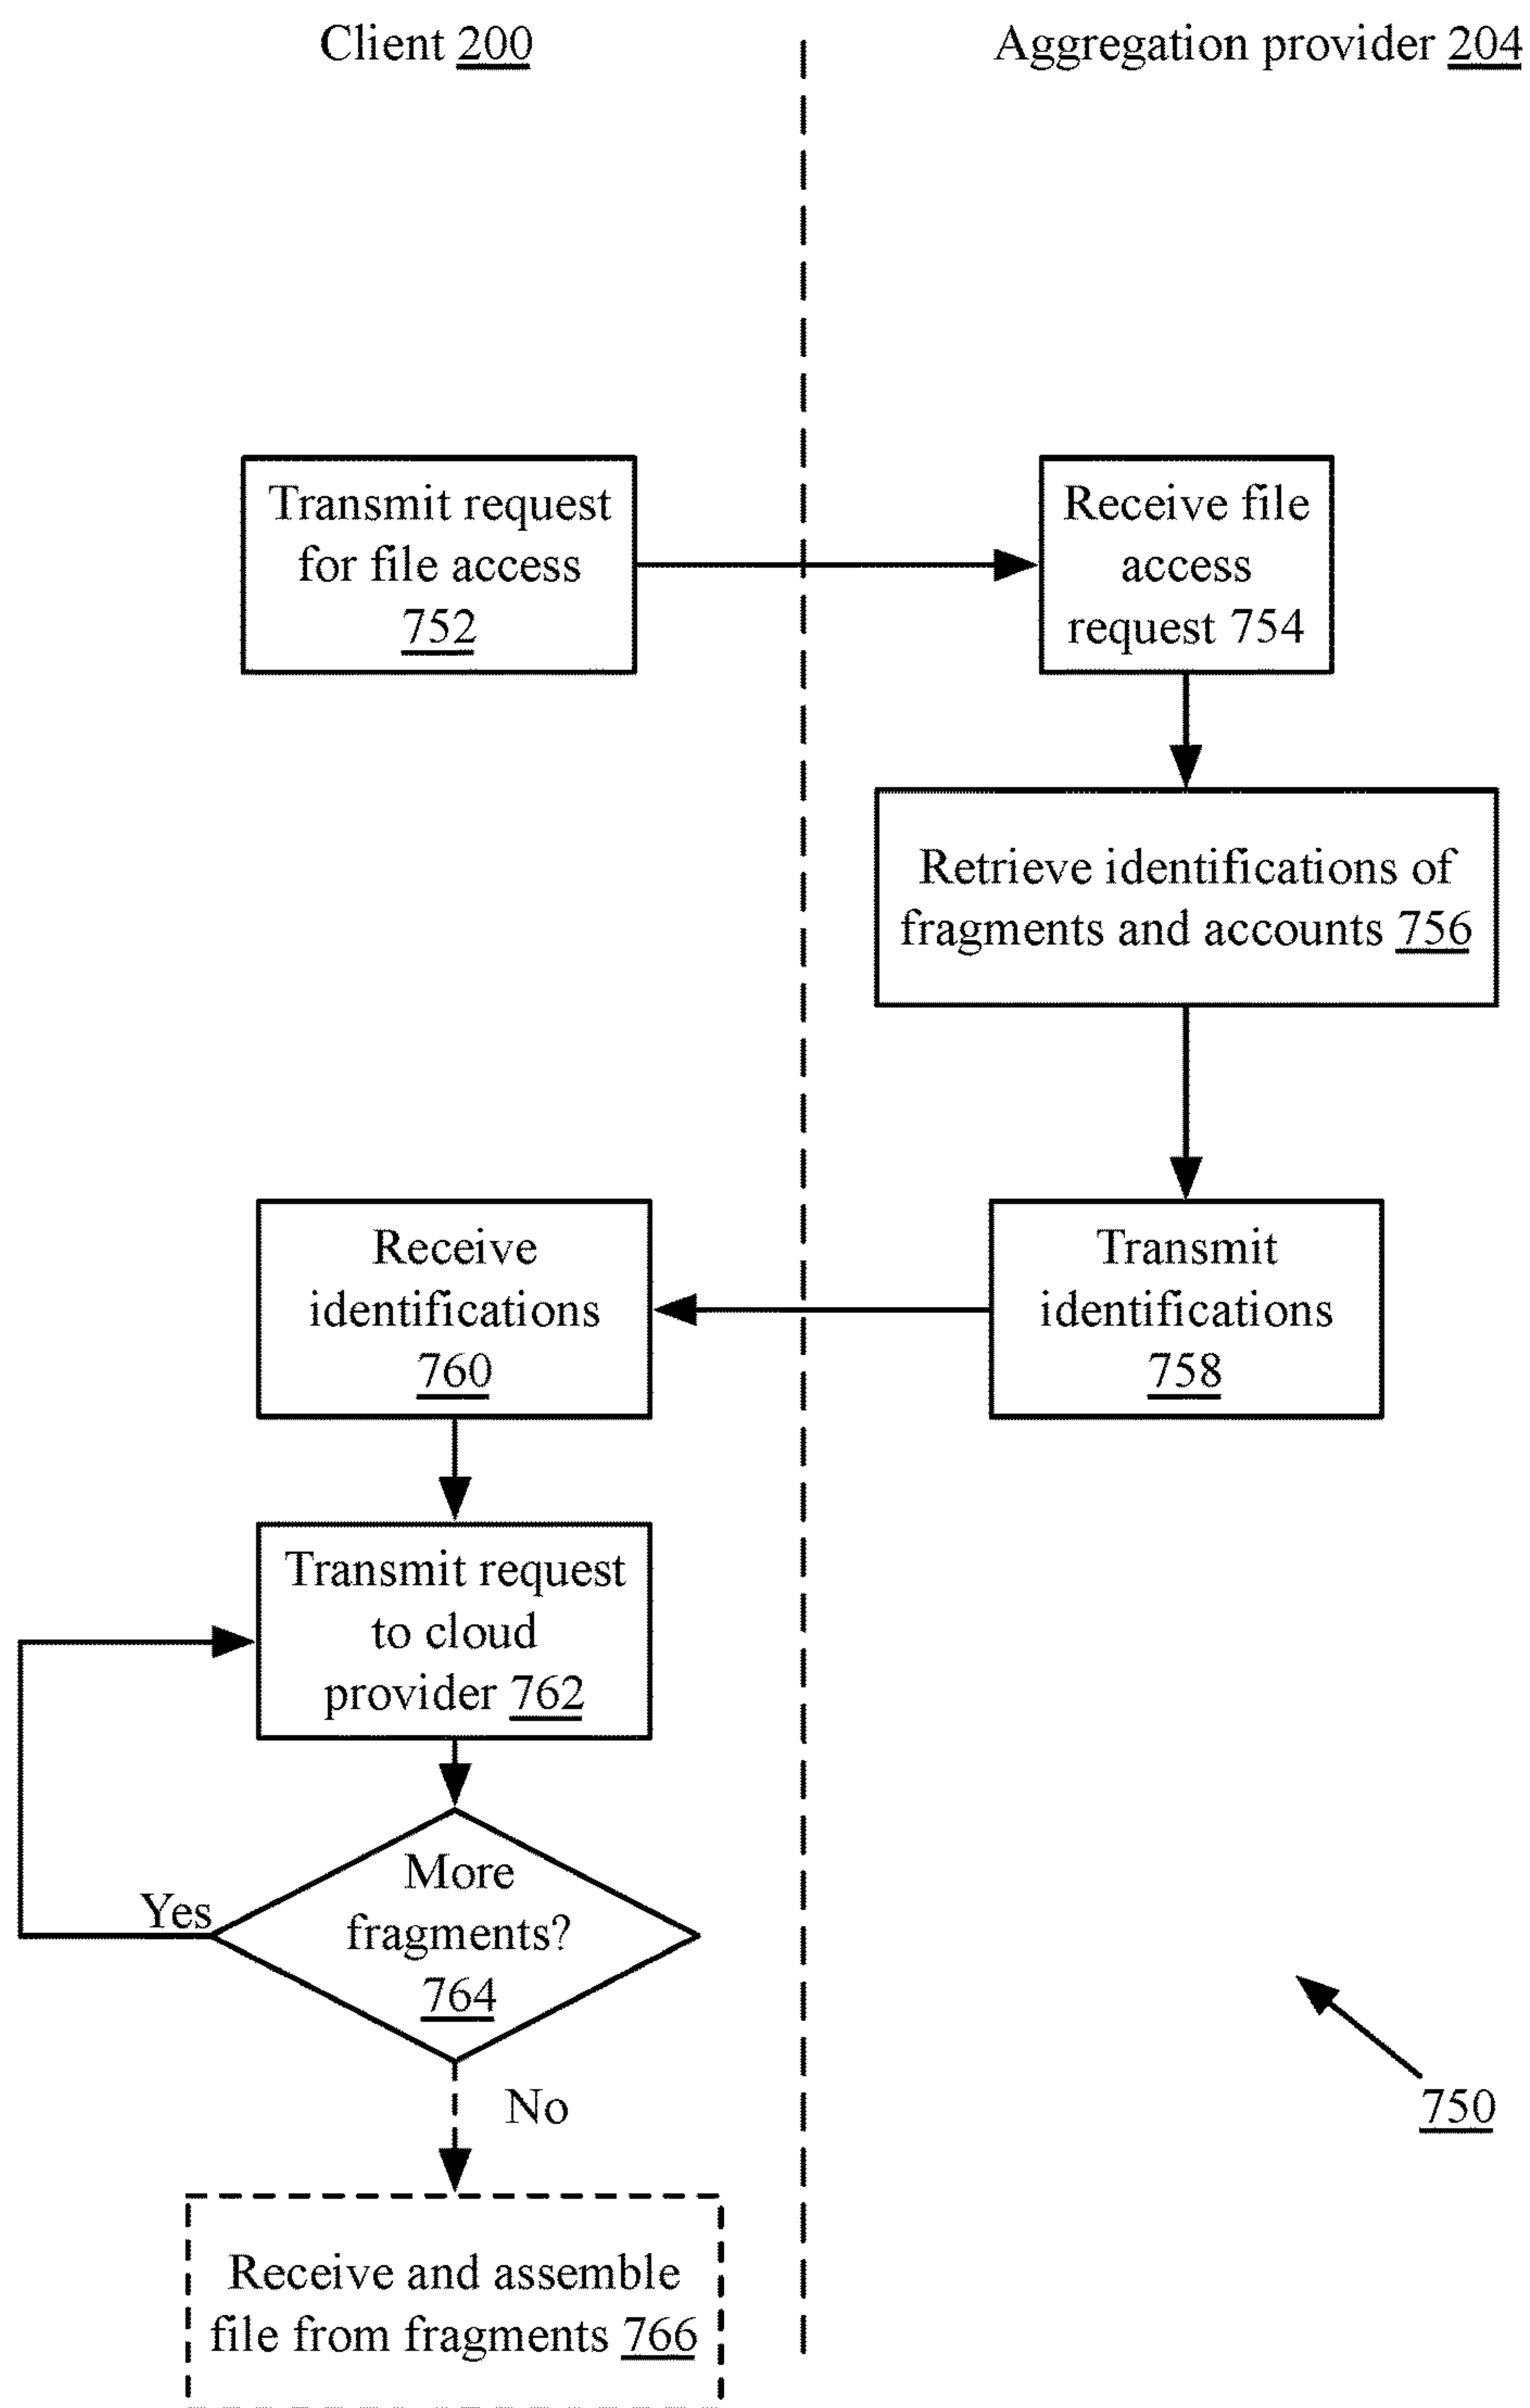 Client 200
Aggregation provider 204
Transmit request
for file access
752
Receive file
access
request 754
Retrieve identifications of
fragments and accounts 756
Transmit
identifications
758
Receive
identifications
760
Transmit request
to cloud
provider 762
More
fragments?
764
Yes
No
Receive and assemble
file from fragments 766
750